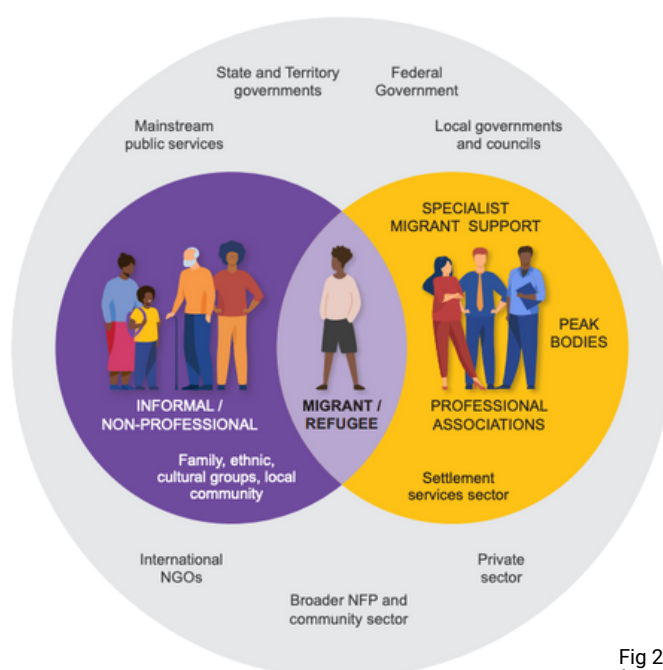 State and Territory
governments
Federal
Government
Mainstream
public services
Local governments
and councils
SPECIALIST
MIGRANT SUPPORT
PEAK
BODIES
INFORMAL /
NON-PROFESSIONAL
MIGRANT /
REFUGEE
PROFESSIONAL
ASSOCIATIONS
Family, ethnic,
cultural groups, local
community
Settlement
services sector
International
NGOs
Private
sector
Broader NFP and
community sector
Fig 2